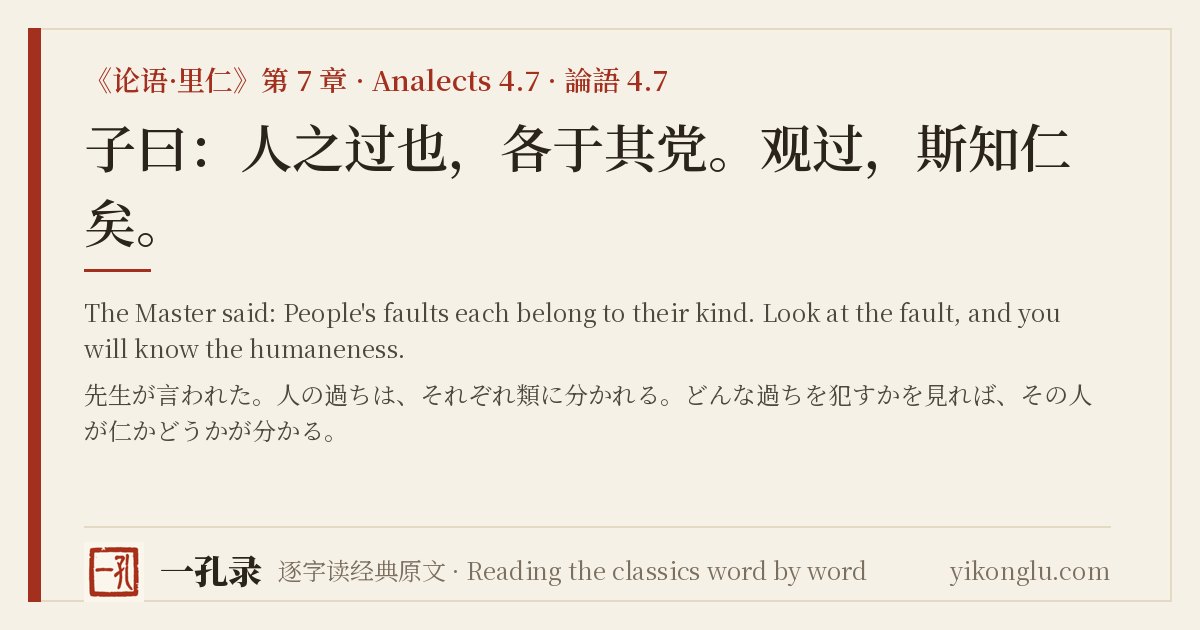 《论语·里仁》第 7 章 · Analects 4.7 · 論語 4.7
子曰：人之过也，各于其党。观过，斯知仁
矣。
The Master said: People's faults each belong to their kind. Look at the fault, and you
will know the humaneness.
先生が言われた。人の過ちは、それぞれ類に分かれる。どんな過ちを犯すかを見れば、その人
が仁かどうかが分かる。
一孔 一孔录 逐字读经典原文 · Reading the classics word by word yikonglu.com